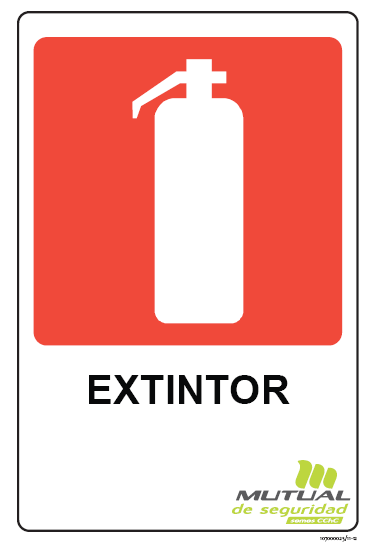 EXTINTOR
MUTUAL
de seguridad
somos CChC